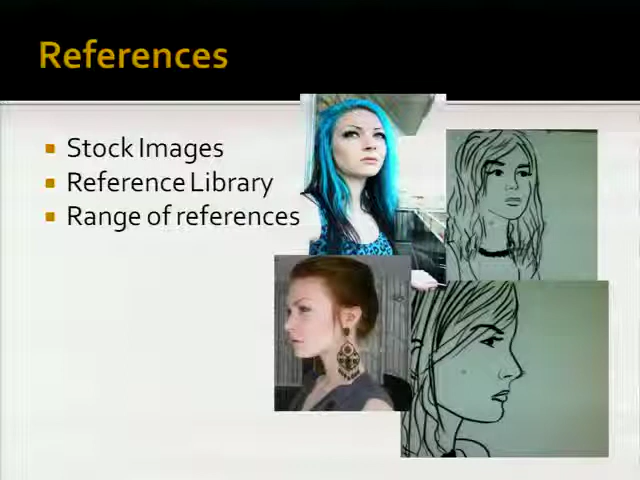 References
Stock Images
Reference Library
Range of references